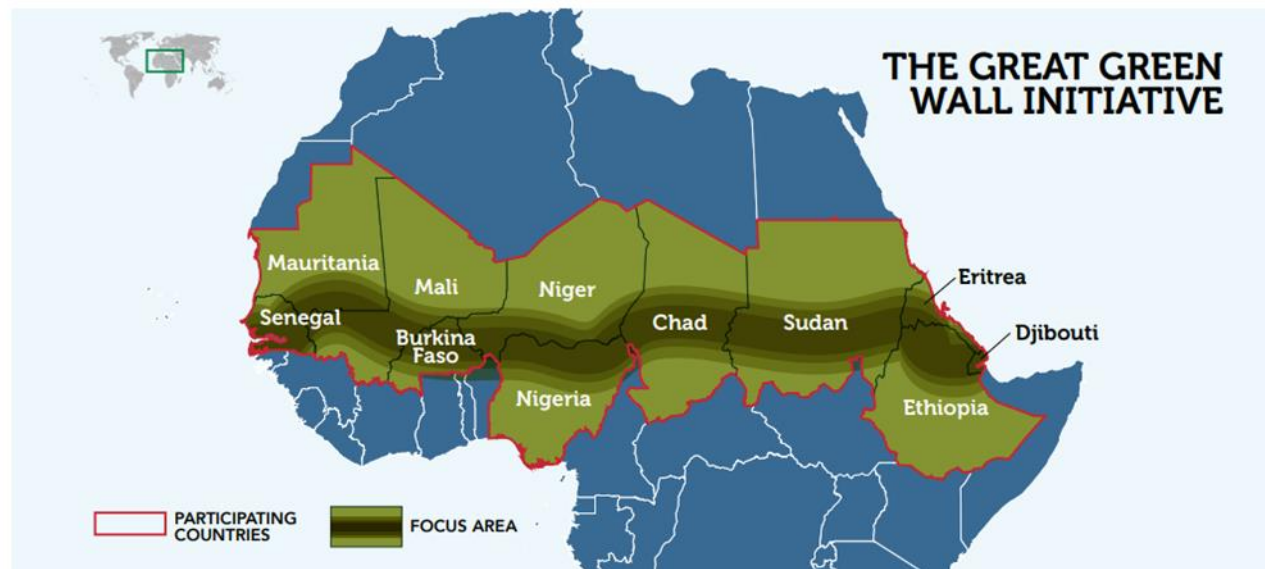 THE GREAT GREEN
WALL INITIATIVE
Mauritania
Mali
Niger
Eritrea
Senegal
Chad
Sudan
Djibouti
Burkina
Faso
Nigeria
Ethiopia
PARTICIPATING
COUNTRIES
FOCUS AREA